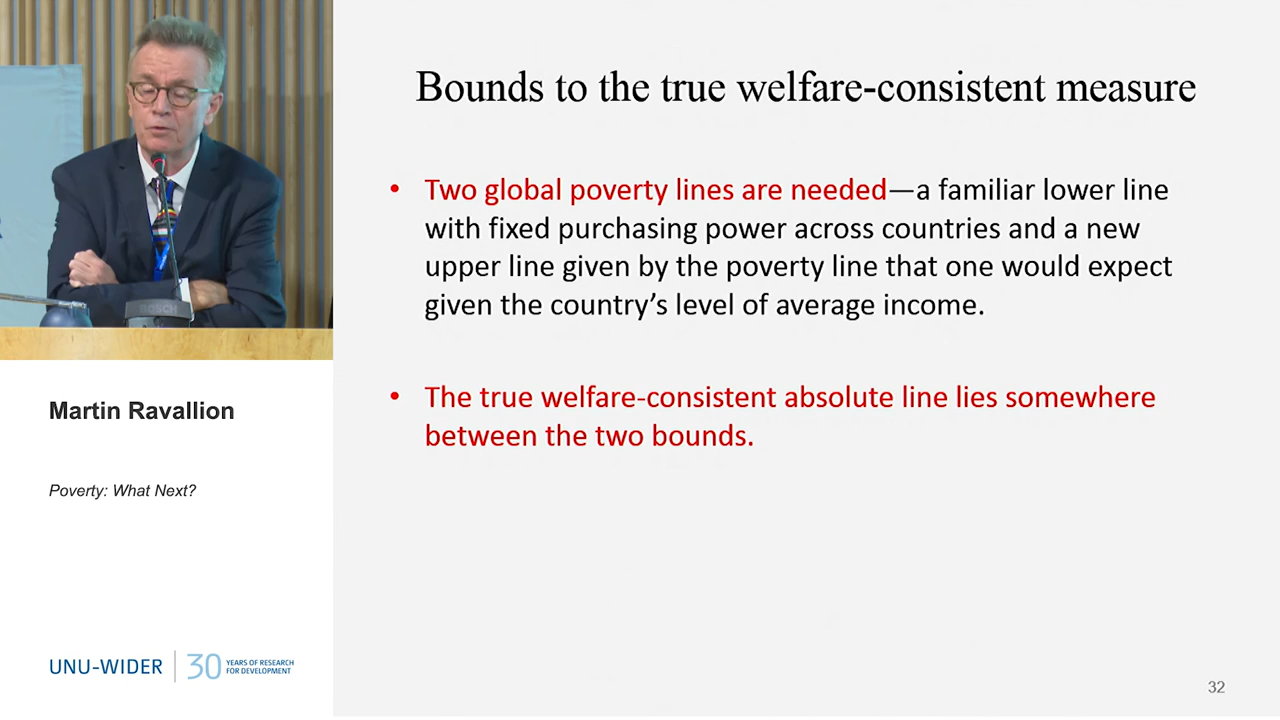 Bounds to the true welfare-consistent measure
• Two global poverty lines are needed—a familiar lower line
with fixed purchasing power across countries and a new
upper line given by the poverty line that one would expect
given the country's level of average income.
• The true welfare-consistent absolute line lies somewhere
between the two bounds.
BOSCH
Martin Ravallion
Poverty: What Next?
UNU-WIDER
30
YEARS OF RESEARCH
FOR DEVELOPMENT
32